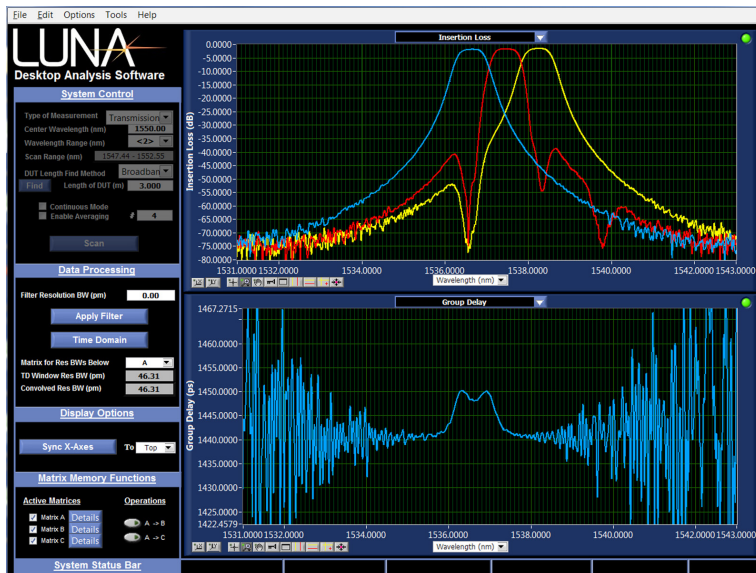 File Edit Options Tools Help
LUNA
Desktop Analysis Software
System Control
Type of Measurement Transmission
Center Wavelength (nm) 1550.00
Wavelength Range (nm) <2>
Scan Range (nm) 1547.44 - 1552.55
DUT Length Find Method Broadban
Find Length of DUT (m) 3.000
Continuous Mode
Enable Averaging # 4
Scan
Data Processing
Filter Resolution BW (pm) 0.00
Apply Filter
Time Domain
Matrix for Res BWs Below A
TD Window Res BW (pm) 46.31
Convolved Res BW (pm) 46.31
Display Options
Sync X-Axes To Top
Matrix Memory Functions
Active Matrices Operations
Matrix A Details
Matrix B Details A -> B
Matrix C Details A -> C
System Status Bar
Insertion Loss
Insertion Loss (dB)
0.0000
-5.0000
-10.0000
-15.0000
-20.0000
-25.0000
-30.0000
-35.0000
-40.0000
-45.0000
-50.0000
-55.0000
-60.0000
-65.0000
-70.0000
-75.0000
-80.0000
1531.0000 1532.0000 1534.0000 1536.0000 1538.0000 1540.0000 1542.0000 1543.0000
Wavelength (nm)
Group Delay
Group Delay (ps)
1467.2715
1460.0000
1455.0000
1450.0000
1445.0000
1440.0000
1435.0000
1430.0000
1425.0000
1422.4579
1531.0000 1532.0000 1534.0000 1536.0000 1538.0000 1540.0000 1542.0000 1543.0000
Wavelength (nm)